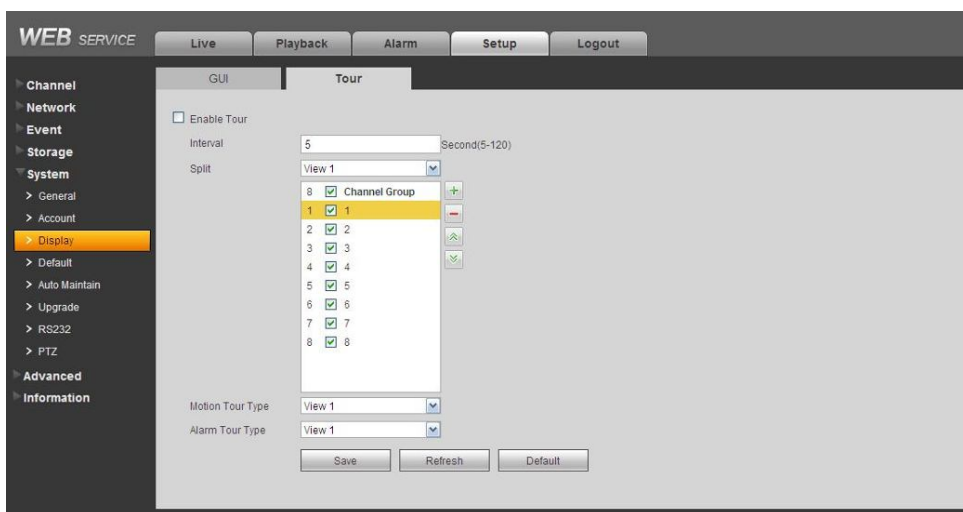 WEB SERVICE
Live
Playback
Alarm
Setup
Logout
Channel
Network
Event
Storage
System
> General
> Account
> Display
> Default
> Auto Maintain
> Upgrade
> RS232
> PTZ
Advanced
Information
GUI
Tour
Enable Tour
Interval 5 Second(5-120)
Split View 1
8 Channel Group
1 1
2 2
3 3
4 4
5 5
6 6
7 7
8 8
Motion Tour Type View 1
Alarm Tour Type View 1
Save
Refresh
Default